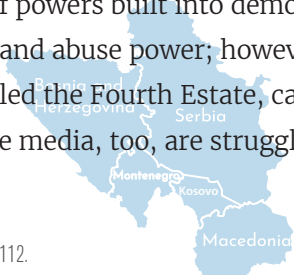 f powers built into demo
and abuse power; howev
Bosnia and
led the Fourth Estate, ca
Herzegovina
Serbia
e media, too, are struggl
Montenegro
Kosovo
112.
Macedonia